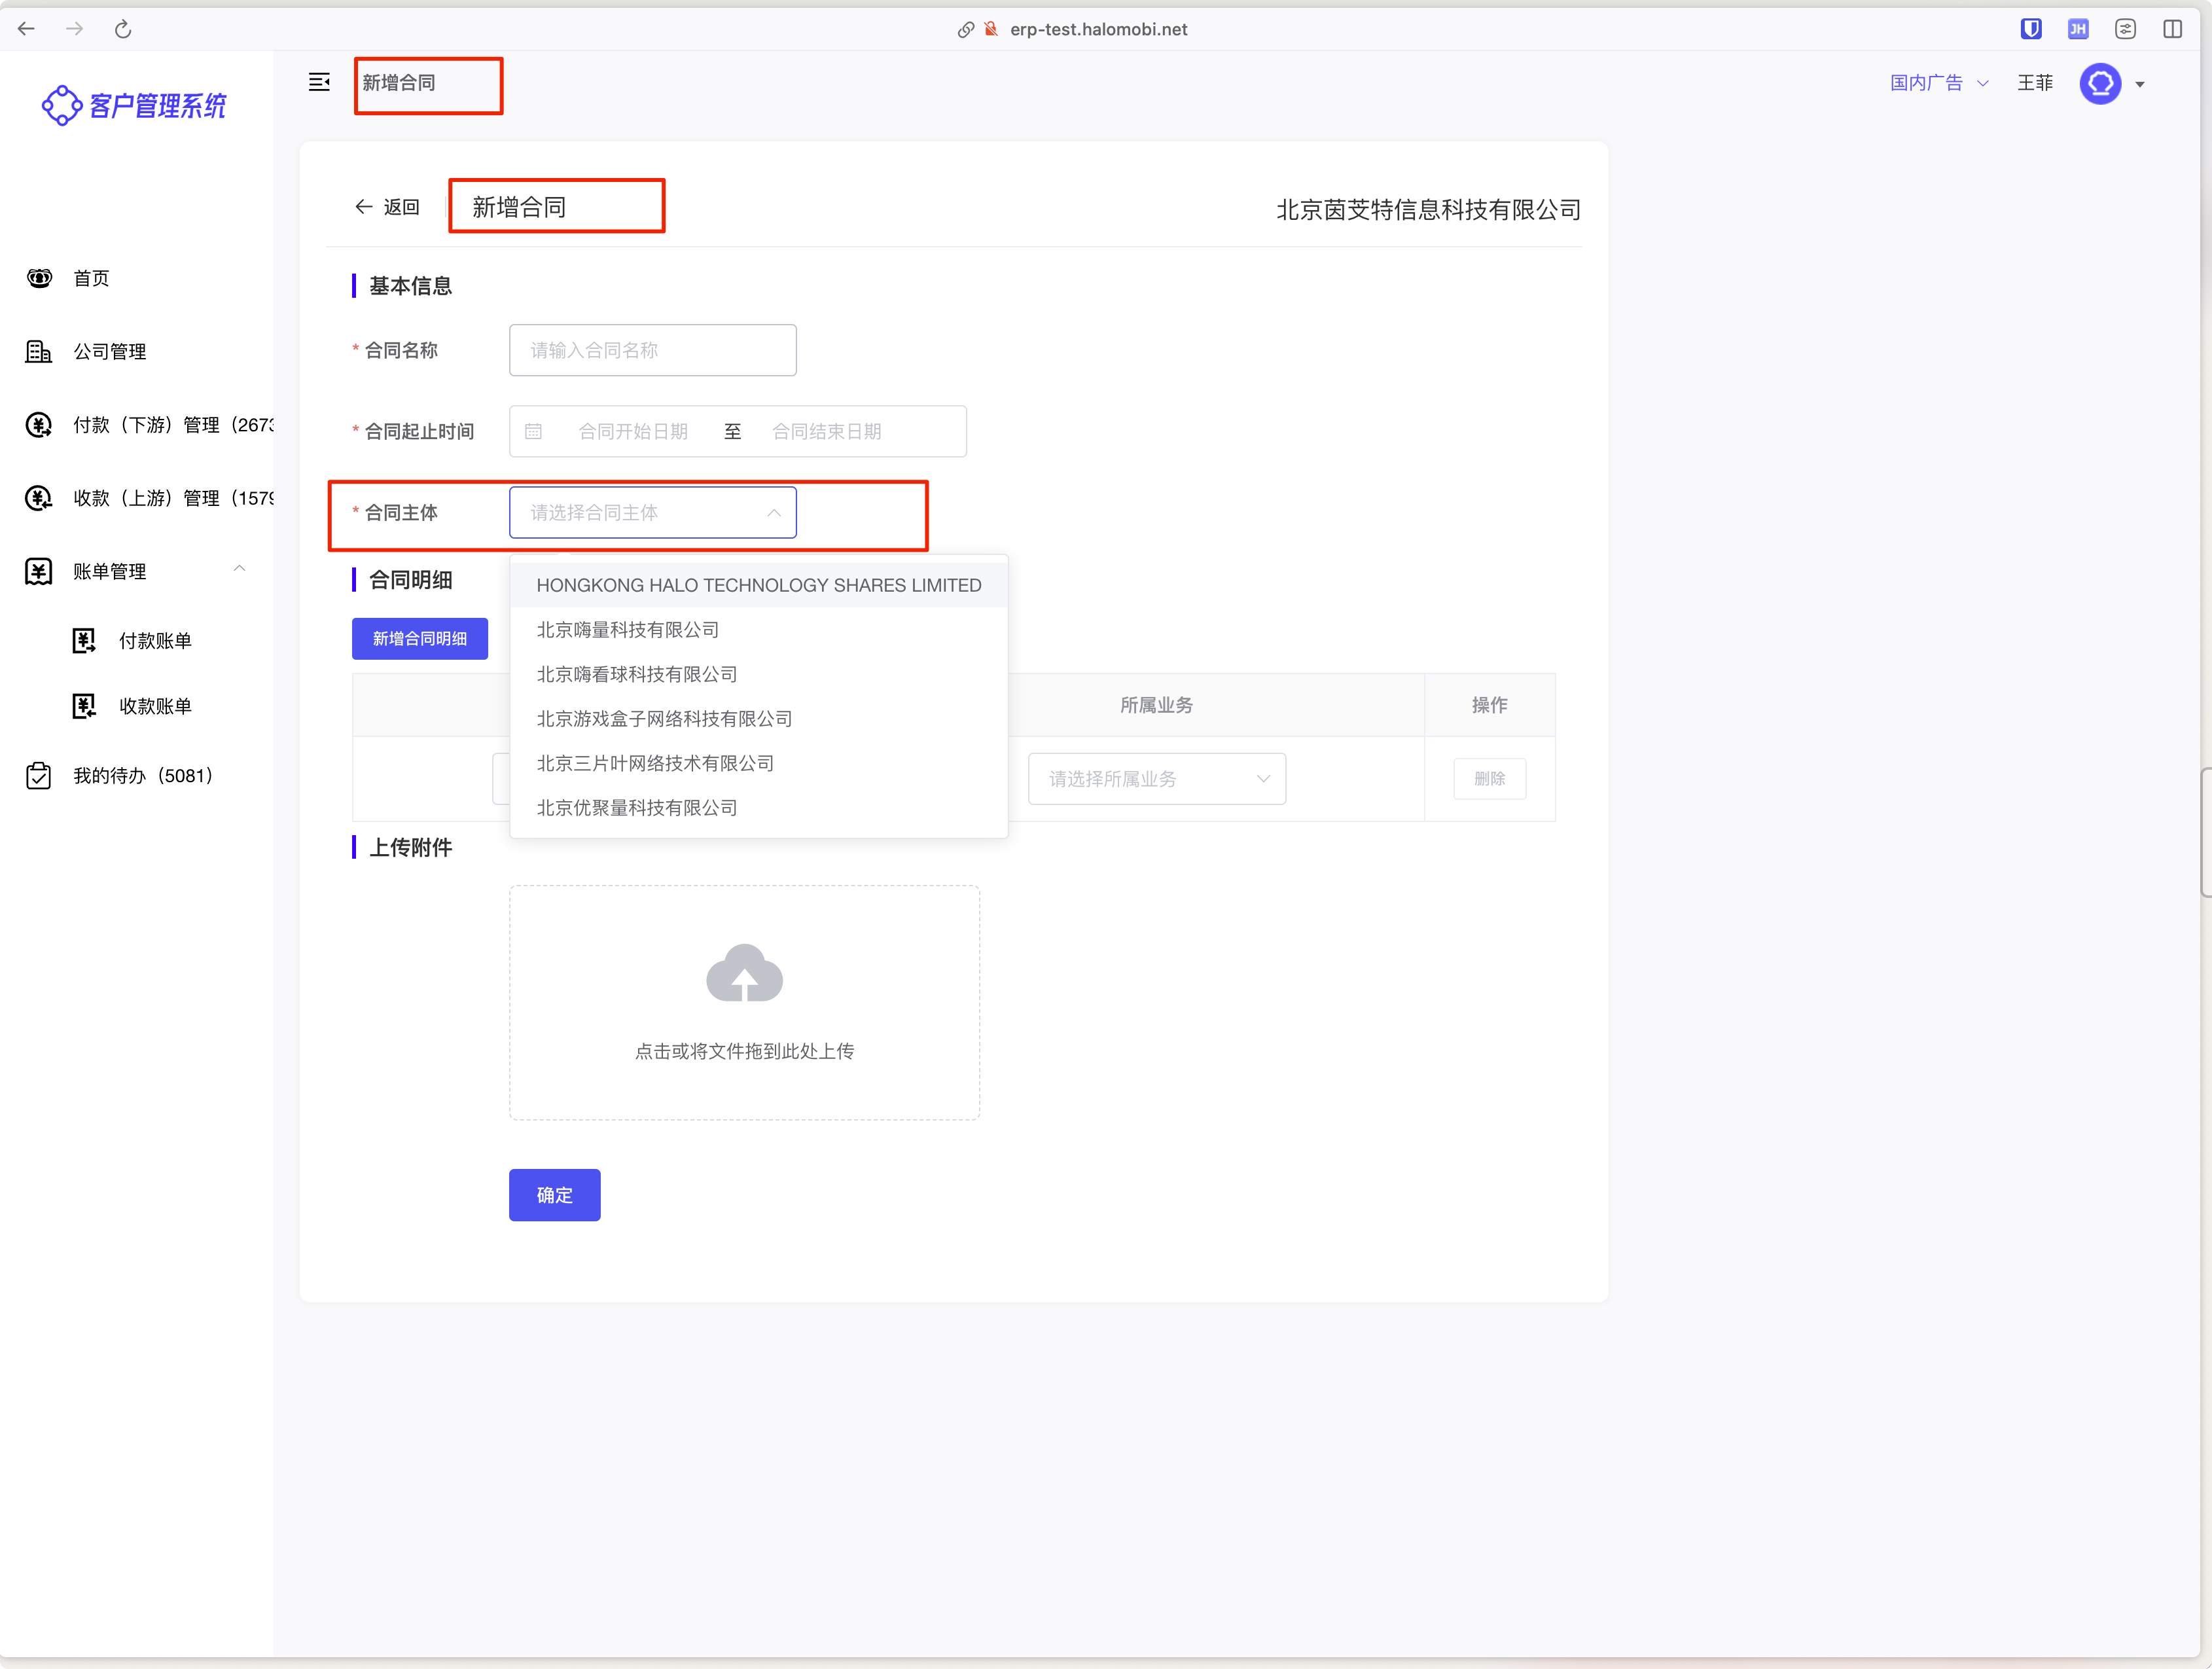 erp-test.halomobi.net
JH
客户管理系统
新增合同
国内广告
王菲
返回
新增合同
北京茵芠特信息科技有限公司
首页
公司管理
付款（下游）管理（2673
收款（上游）管理（1579
账单管理
付款账单
收款账单
我的待办（5081）
基本信息
* 合同名称
请输入合同名称
* 合同起止时间
合同开始日期 至 合同结束日期
* 合同主体
请选择合同主体
HONGKONG HALO TECHNOLOGY SHARES LIMITED
北京嗨量科技有限公司
北京嗨看球科技有限公司
北京游戏盒子网络科技有限公司
北京三片叶网络技术有限公司
北京优聚量科技有限公司
合同明细
新增合同明细
所属业务 操作
请选择所属业务 删除
上传附件
点击或将文件拖到此处上传
确定